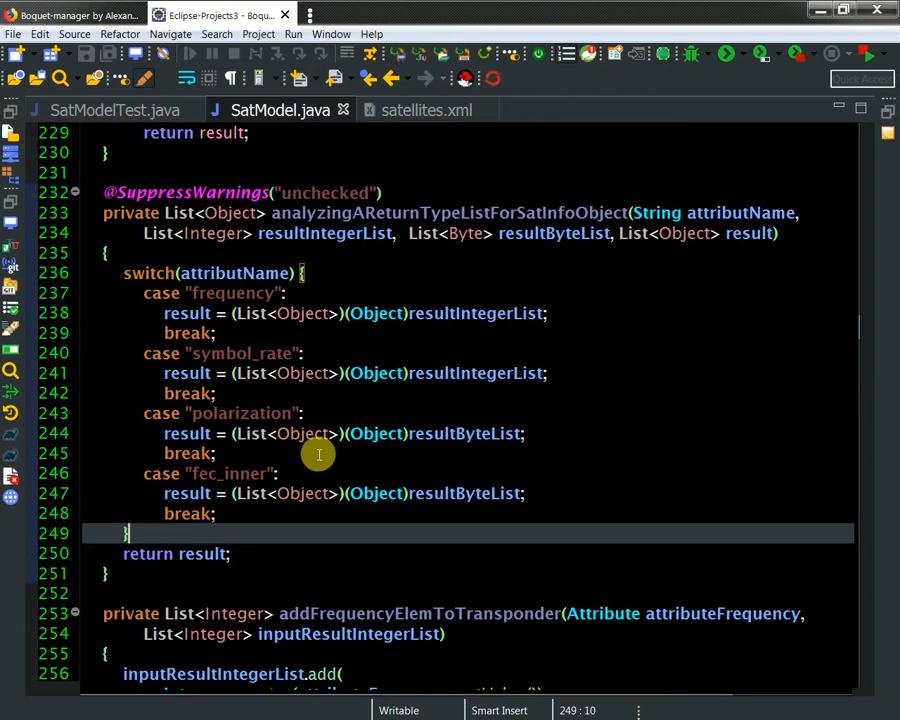 Boquet-manager by Alexan Eclipse-Projects3 - Boqu...
File Edit Source Refactor Navigate Search Project Run Window Help
Quick Access
SatModelTest.java SatModel.java satellites.xml
229 return result;
230 }
231
232 @SuppressWarnings("unchecked")
233 private List<Object> analyzingAReturnTypeListForSatInfoObject(String attributName,
234 List<Integer> resultIntegerList, List<Byte> resultByteList, List<Object> result)
235 {
236 switch(attributName) {
237 case "frequency":
238 result = (List<Object>)(Object)resultIntegerList;
239 break;
240 case "symbol_rate":
241 result = (List<Object>)(Object)resultIntegerList;
242 break;
243 case "polarization":
244 result = (List<Object>)(Object)resultByteList;
245 break;
246 case "fec_inner":
247 result = (List<Object>)(Object)resultByteList;
248 break;
249 }
250 return result;
251 }
252
253 private List<Integer> addFrequencyElemToTransponder(Attribute attributeFrequency,
254 List<Integer> inputResultIntegerList)
255 {
256 inputResultIntegerList.add(
Writable Smart Insert 249 : 10